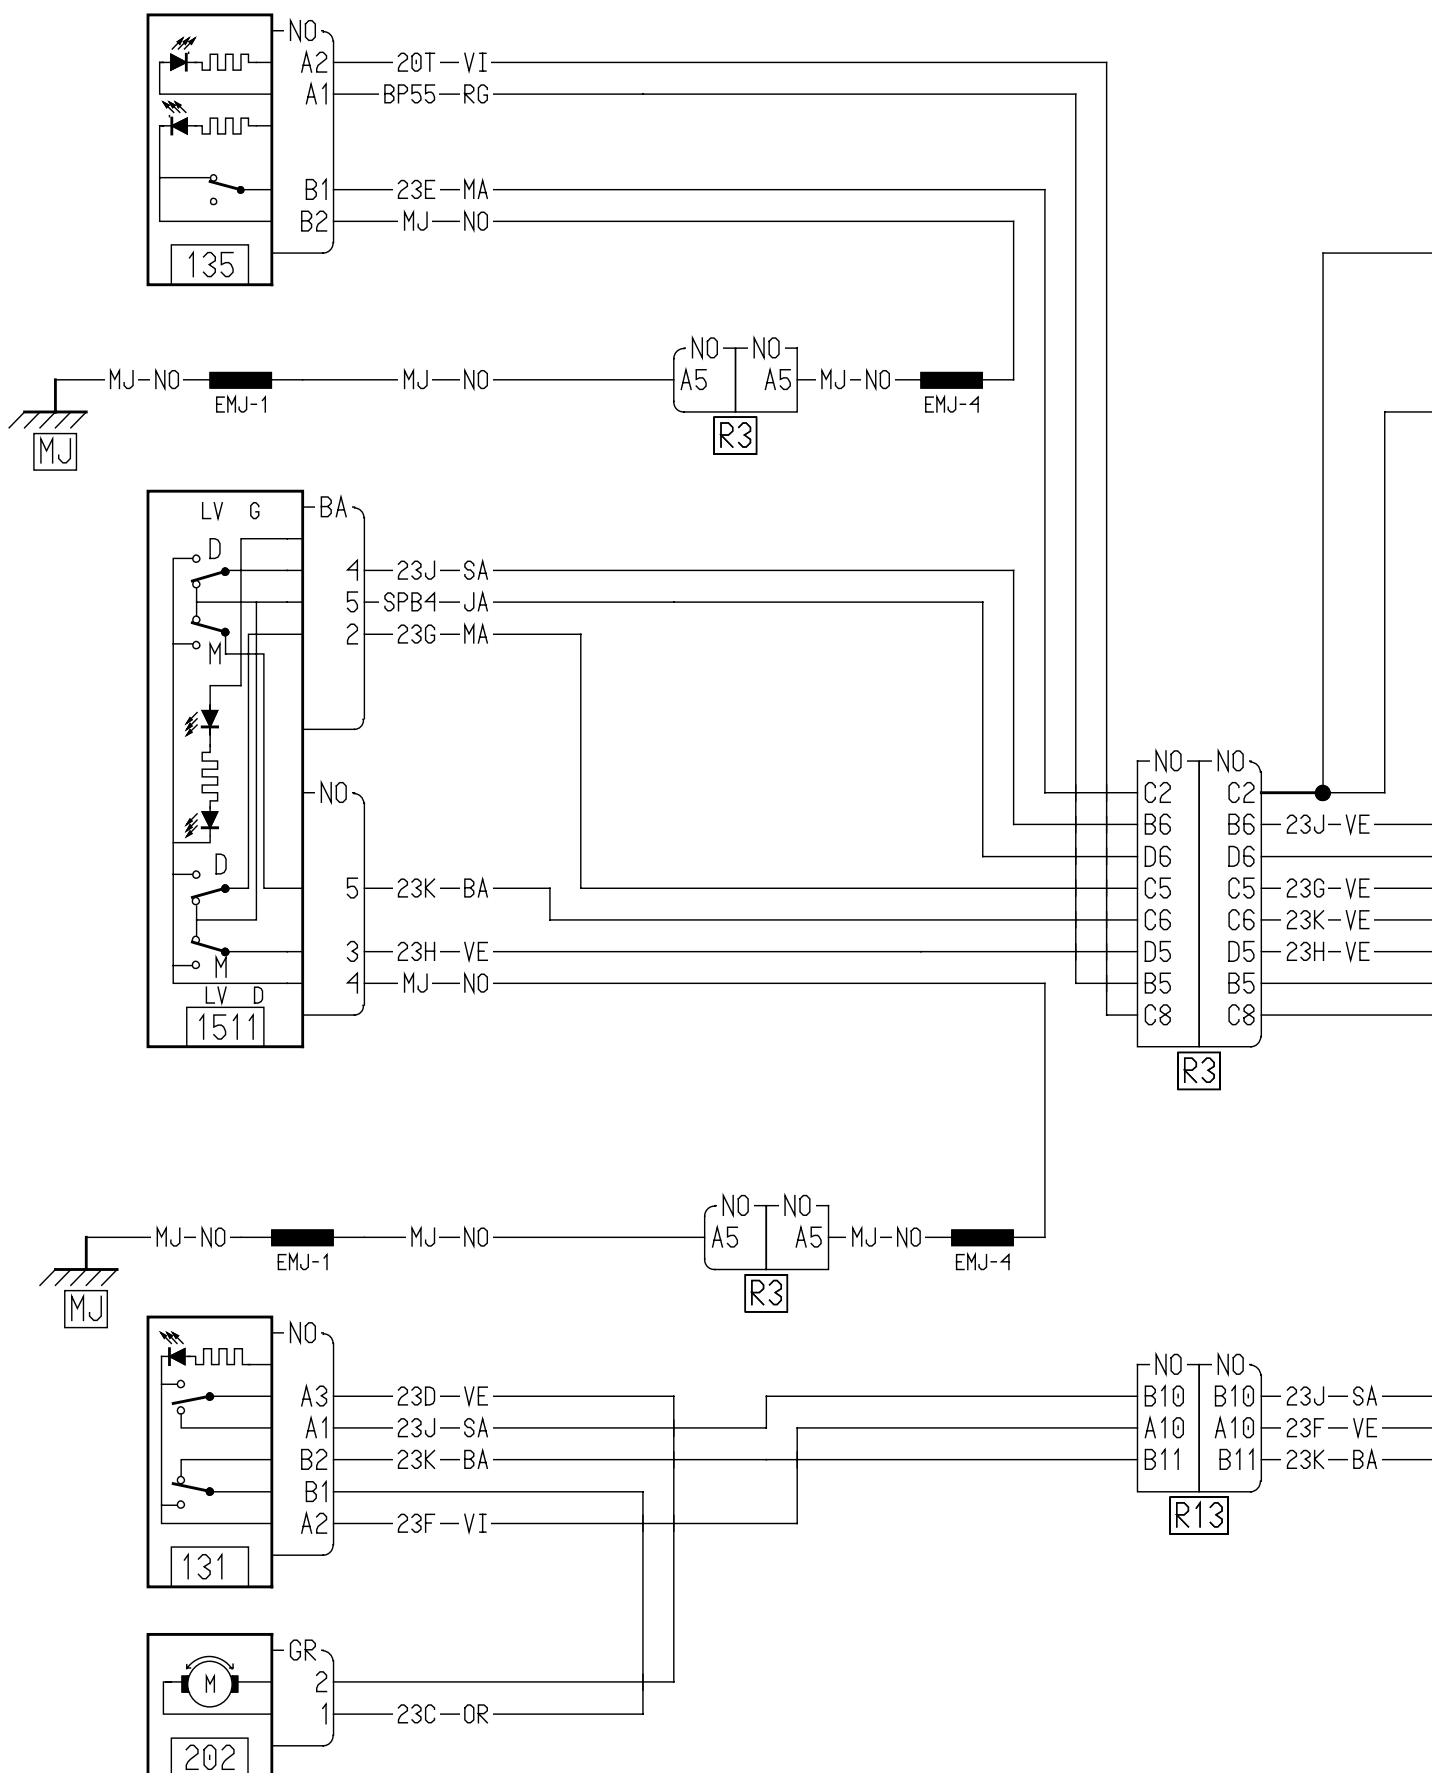 NO
A2 20T VI
A1 BP55 RG
B1 23E MA
B2 MJ NO
135
NO NO
MJ-NO MJ NO A5 A5 MJ-NO
EMJ-1 EMJ-4
MJ R3
LV G BA
D
4 23J SA
5 SPB4 JA
2 23G MA
M
NO NO
NO
C2 C2
B6 B6 23J-VE
D6 D6
D
5 23K BA C5 C5 23G-VE
C6 C6 23K-VE
3 23H VE D5 D5 23H-VE
M
4 MJ NO B5 B5
LV D
1511
C8 C8
R3
NO NO
MJ-NO MJ NO A5 A5 MJ-NO
EMJ-1 EMJ-4
MJ R3
NO
NO NO
A3 23D VE B10 B10 23J SA
A1 23J SA A10 A10 23F VE
B2 23K BA B11 B11 23K BA
B1
R13
A2 23F VI
131
GR
M 2
1 23C OR
202